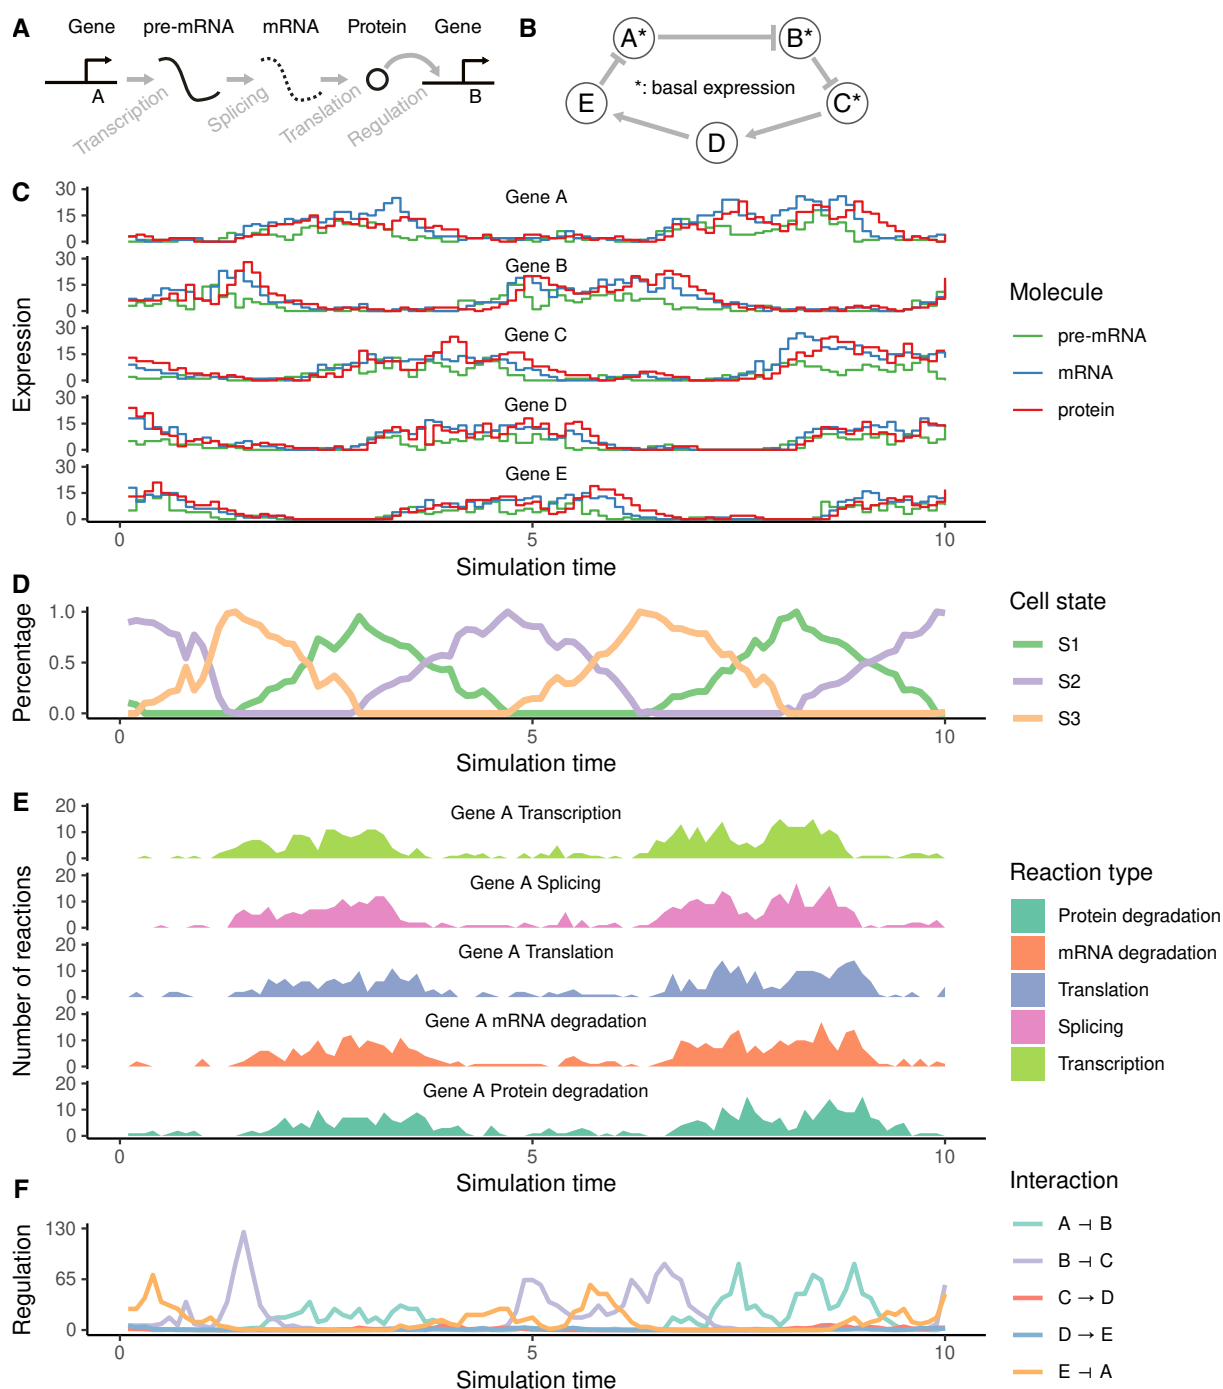 A
Gene pre-mRNA mRNA Protein Gene
A B
Transcription Splicing Translation Regulation
B
A* B*
*: basal expression
E C*
D
C
Expression
Gene A
30
15
0
Gene B
30
15
0
Gene C
30
15
0
Gene D
30
15
0
Gene E
30
15
0
0 5 10
Simulation time
Molecule
pre-mRNA
mRNA
protein
D
Percentage
1.0
0.5
0.0
0 5 10
Simulation time
Cell state
S1
S2
S3
E
Number of reactions
Gene A Transcription
20
10
0
Gene A Splicing
20
10
0
Gene A Translation
20
10
0
Gene A mRNA degradation
20
10
0
Gene A Protein degradation
20
10
0
0 5 10
Simulation time
Reaction type
Protein degradation
mRNA degradation
Translation
Splicing
Transcription
F
Regulation
130
65
0
0 5 10
Simulation time
Interaction
A ⊣ B
B ⊣ C
C → D
D → E
E ⊣ A